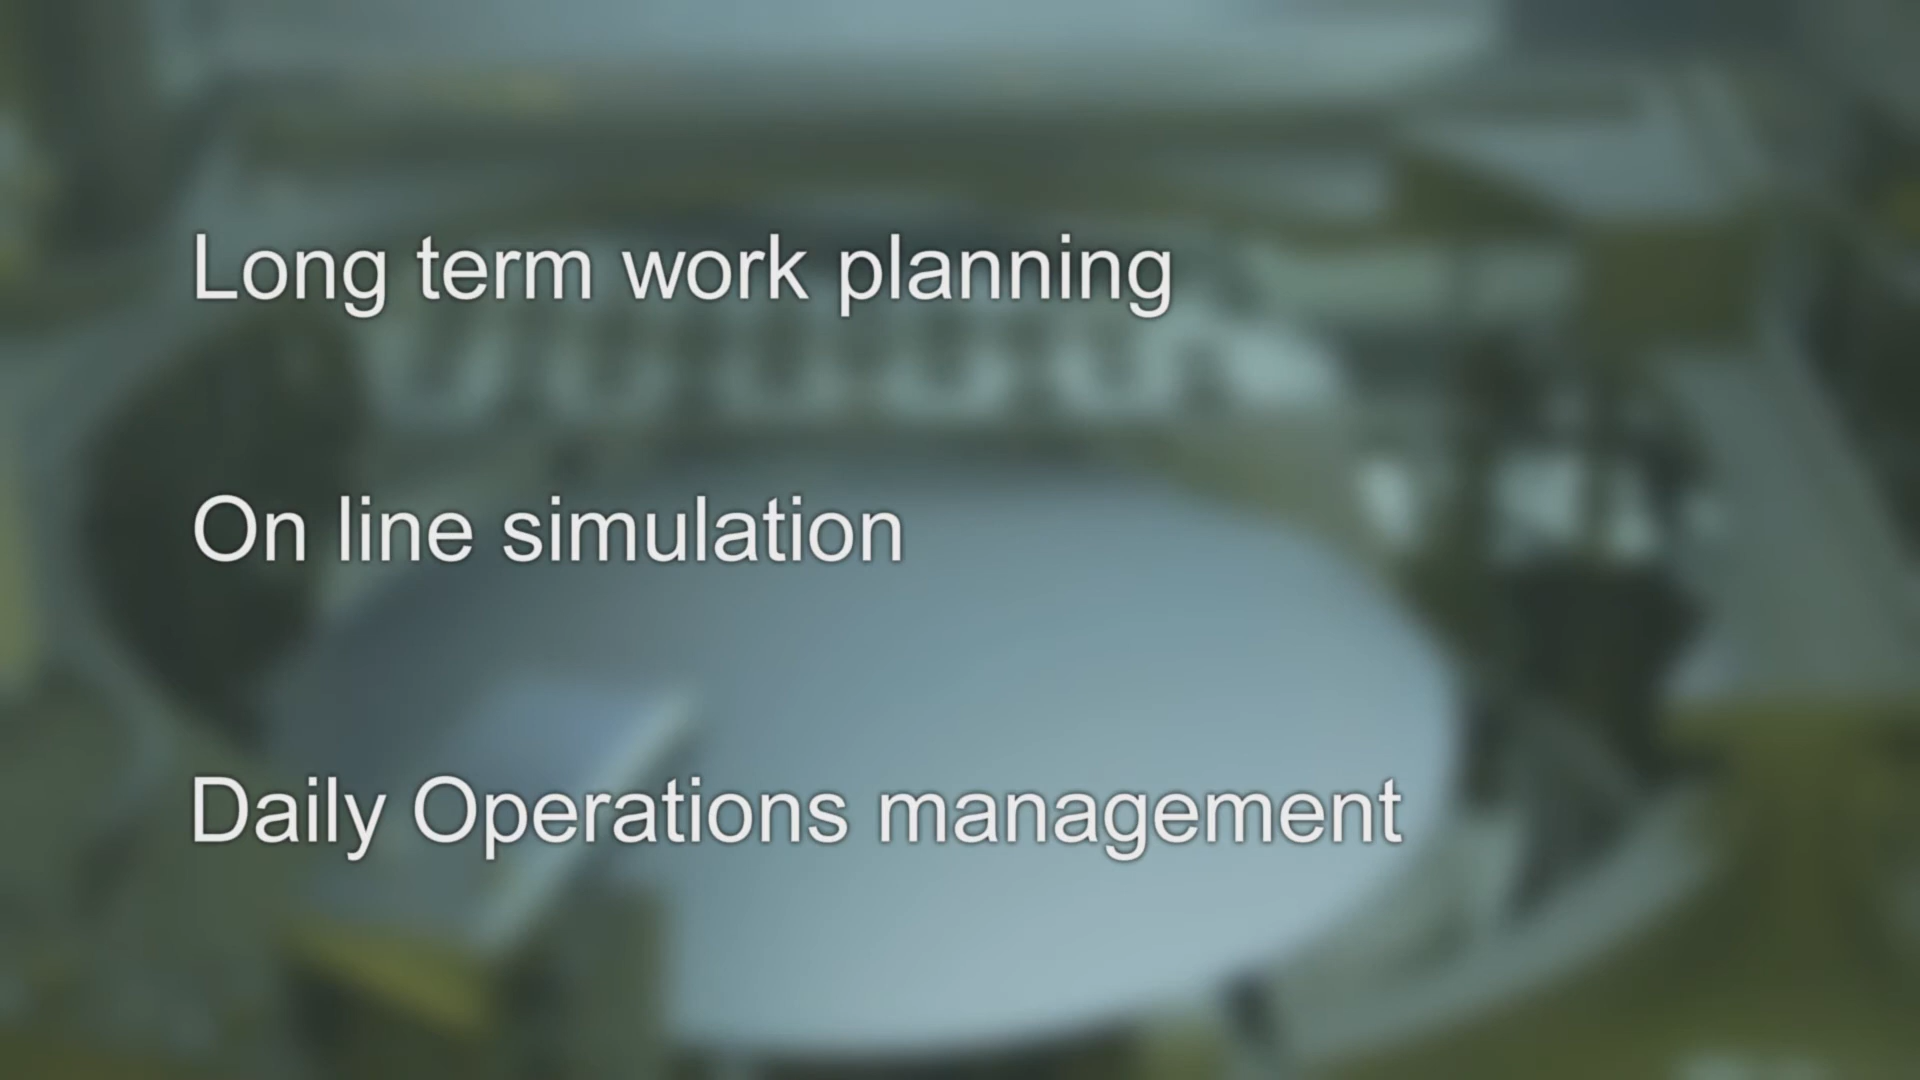 Long term work planning
On line simulation
Daily Operations management